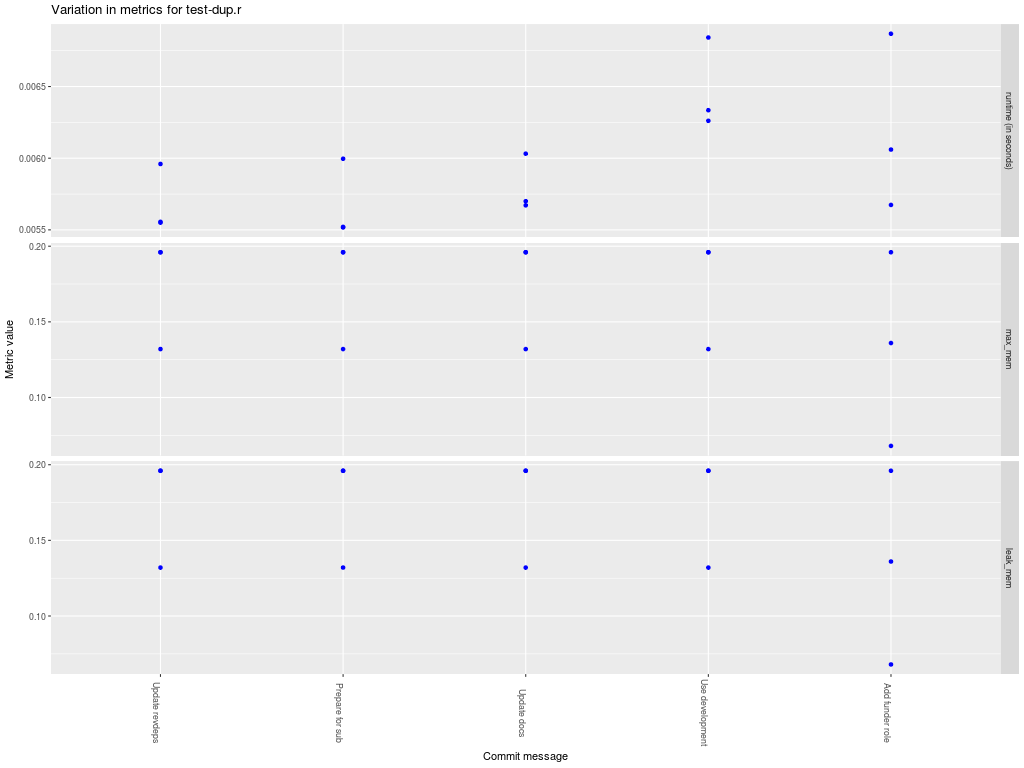 Variation in metrics for test-dup.r
Metric value
0.0065
0.0060
0.0055
runtime (in seconds)
0.20
0.15
0.10
max_mem
0.20
0.15
0.10
leak_mem
Update revdeps
Prepare for sub
Update docs
Use development
Add funder role
Commit message